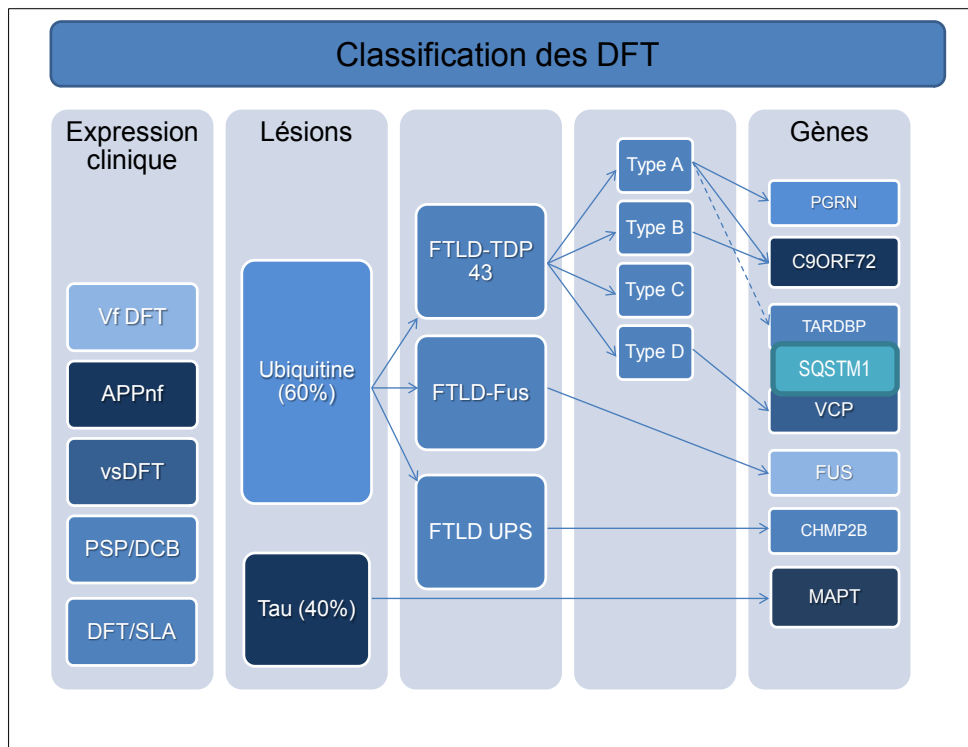 Classification des DFT
Expression
clinique
Vf DFT
APPnf
vsDFT
PSP/DCB
DFT/SLA
Lésions
Ubiquitine
(60%)
Tau (40%)
FTLD-TDP
43
FTLD-Fus
FTLD UPS
Type A
Type B
Type C
Type D
Gènes
PGRN
C9ORF72
TARDBP
SQSTM1
VCP
FUS
CHMP2B
MAPT